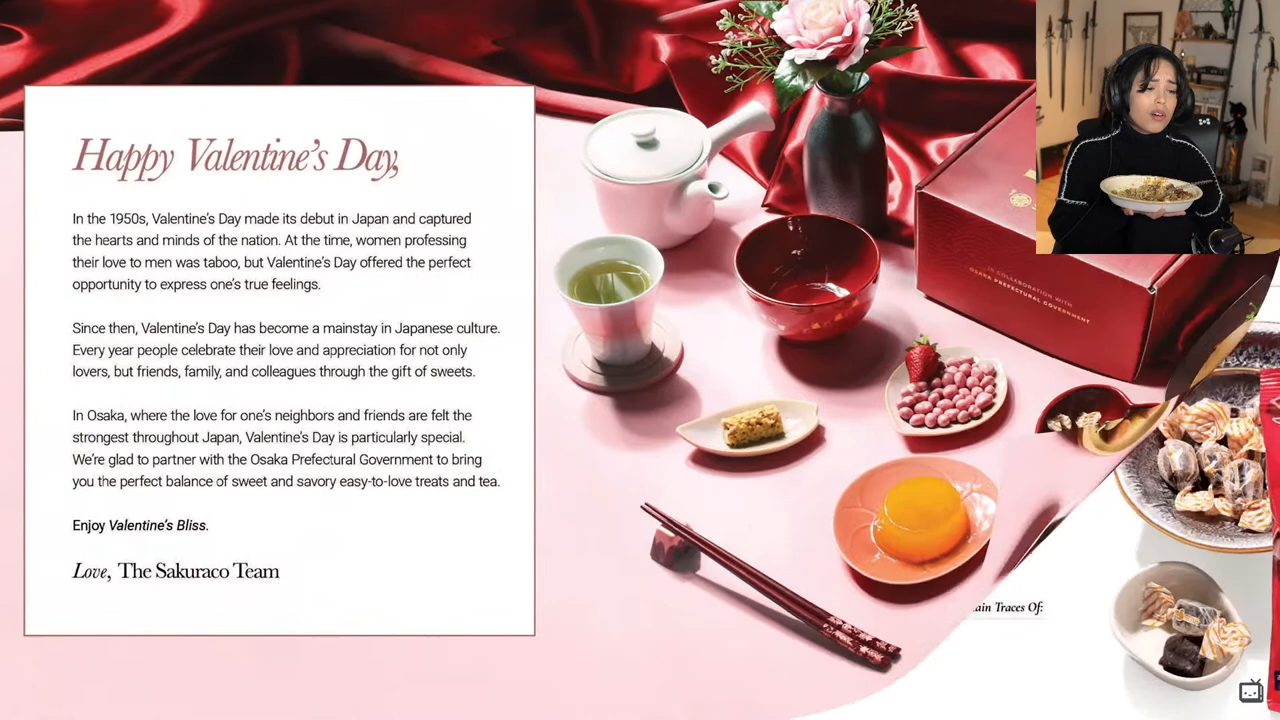 Happy Valentine's Day,
In the 1950s, Valentine's Day made its debut in Japan and captured
the hearts and minds of the nation. At the time, women professing
their love to men was taboo, but Valentine's Day offered the perfect
opportunity to express one's true feelings.
Since then, Valentine's Day has become a mainstay in Japanese culture.
Every year people celebrate their love and appreciation for not only
lovers, but friends, family, and colleagues through the gift of sweets.
In Osaka, where the love for one's neighbors and friends are felt the
strongest throughout Japan, Valentine's Day is particularly special.
We're glad to partner with the Osaka Prefectural Government to bring
you the perfect balance of sweet and savory easy-to-love treats and tea.
Enjoy Valentine's Bliss.
Love, The Sakuraco Team
IN COLLABORATION WITH
OSAKA PREFECTURAL GOVERNMENT
Traces Of: